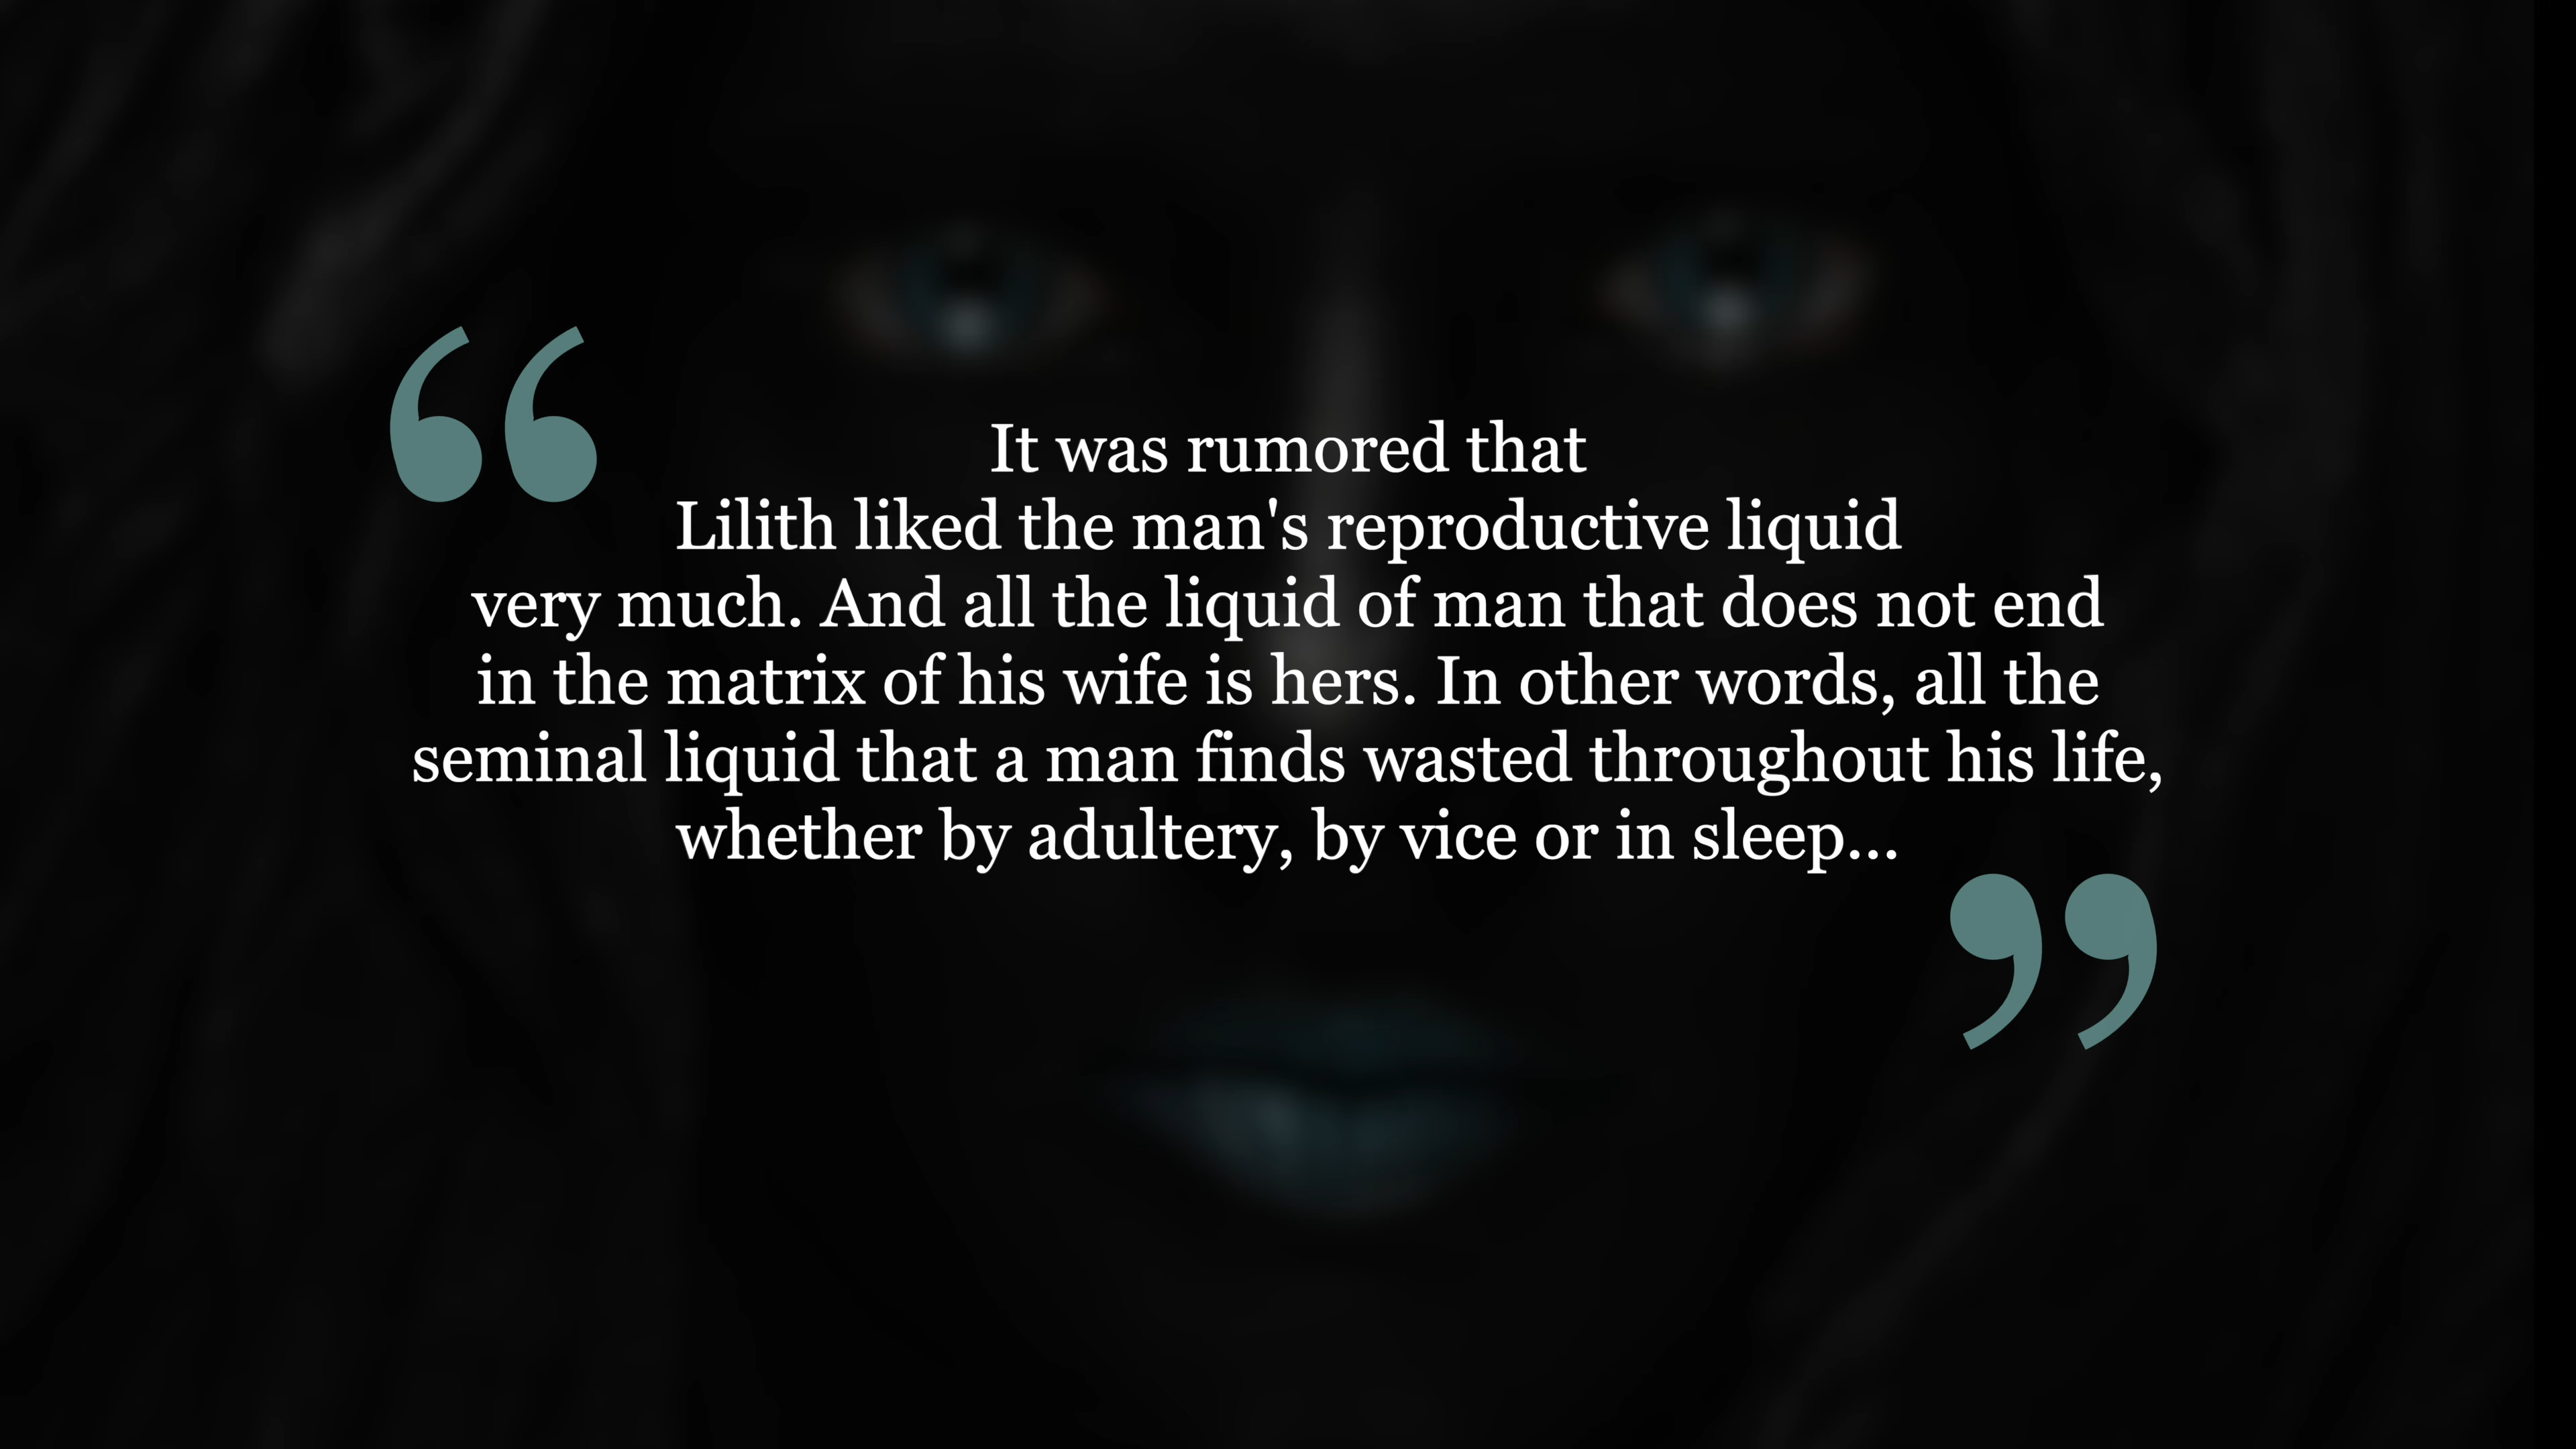 “
It was rumored that
Lilith liked the man's reproductive liquid
very much. And all the liquid of man that does not end
in the matrix of his wife is hers. In other words, all the
seminal liquid that a man finds wasted throughout his life,
whether by adultery, by vice or in sleep...
”